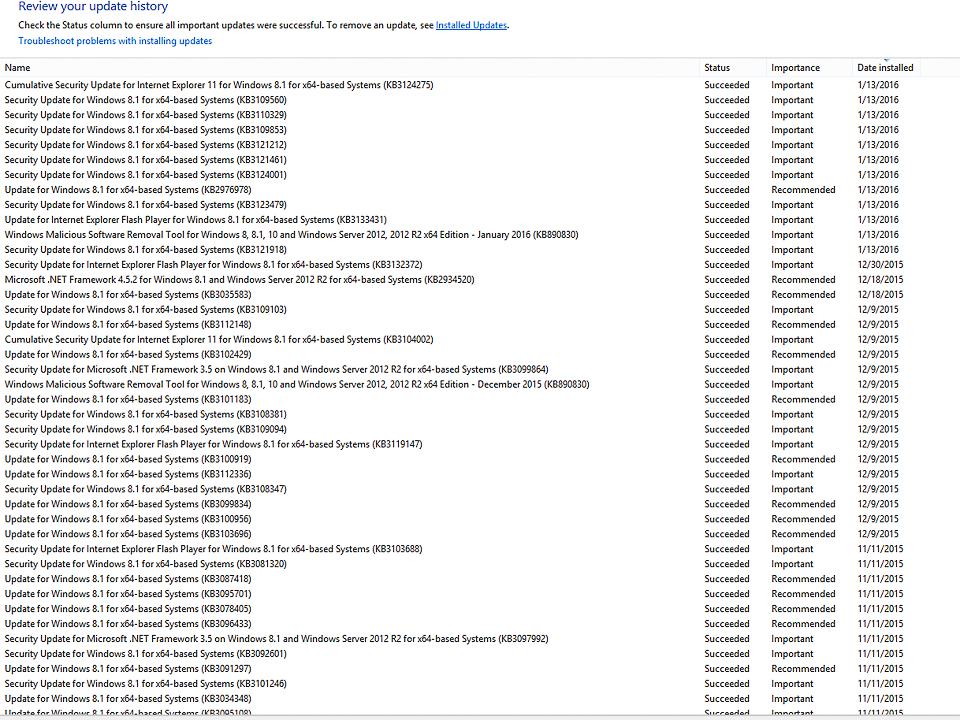 Review your update history
Check the Status column to ensure all important updates were successful. To remove an update, see Installed Updates.
Troubleshoot problems with installing updates
Name Status Importance Date installed
Cumulative Security Update for Internet Explorer 11 for Windows 8.1 for x64-based Systems (KB3124275) Succeeded Important 1/13/2016
Security Update for Windows 8.1 for x64-based Systems (KB3109560) Succeeded Important 1/13/2016
Security Update for Windows 8.1 for x64-based Systems (KB3110329) Succeeded Important 1/13/2016
Security Update for Windows 8.1 for x64-based Systems (KB3109853) Succeeded Important 1/13/2016
Security Update for Windows 8.1 for x64-based Systems (KB3121212) Succeeded Important 1/13/2016
Security Update for Windows 8.1 for x64-based Systems (KB3121461) Succeeded Important 1/13/2016
Security Update for Windows 8.1 for x64-based Systems (KB3124001) Succeeded Important 1/13/2016
Update for Windows 8.1 for x64-based Systems (KB2976978) Succeeded Recommended 1/13/2016
Security Update for Windows 8.1 for x64-based Systems (KB3123479) Succeeded Important 1/13/2016
Update for Internet Explorer Flash Player for Windows 8.1 for x64-based Systems (KB3133431) Succeeded Important 1/13/2016
Windows Malicious Software Removal Tool for Windows 8, 8.1, 10 and Windows Server 2012, 2012 R2 x64 Edition - January 2016 (KB890830) Succeeded Important 1/13/2016
Security Update for Windows 8.1 for x64-based Systems (KB3121918) Succeeded Important 1/13/2016
Security Update for Internet Explorer Flash Player for Windows 8.1 for x64-based Systems (KB3132372) Succeeded Important 12/30/2015
Microsoft .NET Framework 4.5.2 for Windows 8.1 and Windows Server 2012 R2 for x64-based Systems (KB2934520) Succeeded Recommended 12/18/2015
Update for Windows 8.1 for x64-based Systems (KB3035583) Succeeded Recommended 12/18/2015
Security Update for Windows 8.1 for x64-based Systems (KB3109103) Succeeded Important 12/9/2015
Update for Windows 8.1 for x64-based Systems (KB3112148) Succeeded Recommended 12/9/2015
Cumulative Security Update for Internet Explorer 11 for Windows 8.1 for x64-based Systems (KB3104002) Succeeded Important 12/9/2015
Update for Windows 8.1 for x64-based Systems (KB3102429) Succeeded Recommended 12/9/2015
Security Update for Microsoft .NET Framework 3.5 on Windows 8.1 and Windows Server 2012 R2 for x64-based Systems (KB3099864) Succeeded Important 12/9/2015
Windows Malicious Software Removal Tool for Windows 8, 8.1, 10 and Windows Server 2012, 2012 R2 x64 Edition - December 2015 (KB890830) Succeeded Important 12/9/2015
Update for Windows 8.1 for x64-based Systems (KB3101183) Succeeded Recommended 12/9/2015
Security Update for Windows 8.1 for x64-based Systems (KB3108381) Succeeded Important 12/9/2015
Security Update for Windows 8.1 for x64-based Systems (KB3109094) Succeeded Important 12/9/2015
Security Update for Internet Explorer Flash Player for Windows 8.1 for x64-based Systems (KB3119147) Succeeded Important 12/9/2015
Update for Windows 8.1 for x64-based Systems (KB3100919) Succeeded Recommended 12/9/2015
Update for Windows 8.1 for x64-based Systems (KB3112336) Succeeded Important 12/9/2015
Security Update for Windows 8.1 for x64-based Systems (KB3108347) Succeeded Important 12/9/2015
Update for Windows 8.1 for x64-based Systems (KB3099834) Succeeded Recommended 12/9/2015
Update for Windows 8.1 for x64-based Systems (KB3100956) Succeeded Recommended 12/9/2015
Update for Windows 8.1 for x64-based Systems (KB3103696) Succeeded Recommended 12/9/2015
Security Update for Internet Explorer Flash Player for Windows 8.1 for x64-based Systems (KB3103688) Succeeded Important 11/11/2015
Security Update for Windows 8.1 for x64-based Systems (KB3081320) Succeeded Important 11/11/2015
Update for Windows 8.1 for x64-based Systems (KB3087418) Succeeded Recommended 11/11/2015
Update for Windows 8.1 for x64-based Systems (KB3095701) Succeeded Recommended 11/11/2015
Update for Windows 8.1 for x64-based Systems (KB3078405) Succeeded Recommended 11/11/2015
Update for Windows 8.1 for x64-based Systems (KB3096433) Succeeded Recommended 11/11/2015
Security Update for Microsoft .NET Framework 3.5 on Windows 8.1 and Windows Server 2012 R2 for x64-based Systems (KB3097992) Succeeded Important 11/11/2015
Security Update for Windows 8.1 for x64-based Systems (KB3092601) Succeeded Important 11/11/2015
Update for Windows 8.1 for x64-based Systems (KB3091297) Succeeded Recommended 11/11/2015
Security Update for Windows 8.1 for x64-based Systems (KB3101246) Succeeded Important 11/11/2015
Update for Windows 8.1 for x64-based Systems (KB3034348) Succeeded Important 11/11/2015
Update for Windows 8.1 for x64-based Systems (KB3095108) Succeeded Important 11/11/2015